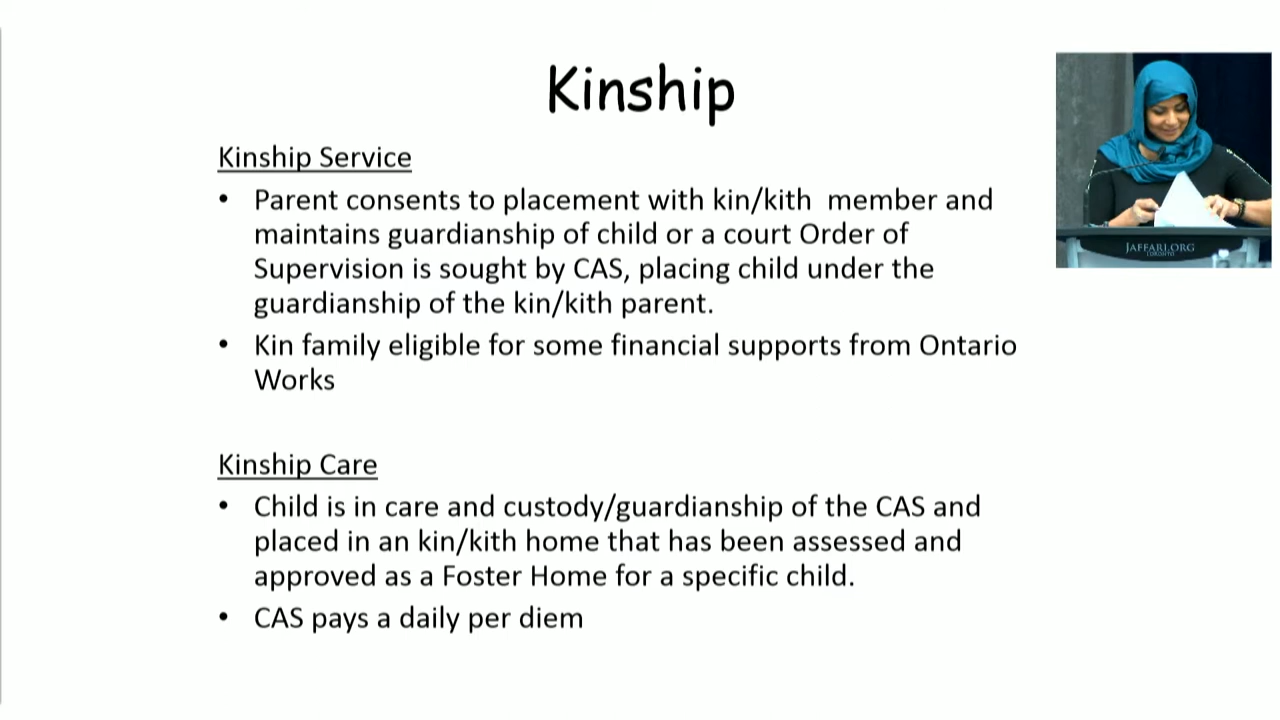 Kinship
Kinship Service
• Parent consents to placement with kin/kith  member and
maintains guardianship of child or a court Order of
Supervision is sought by CAS, placing child under the
guardianship of the kin/kith parent.
• Kin family eligible for some financial supports from Ontario
Works
Kinship Care
• Child is in care and custody/guardianship of the CAS and
placed in an kin/kith home that has been assessed and
approved as a Foster Home for a specific child.
• CAS pays a daily per diem
JAFFARI.ORG
TORONTO